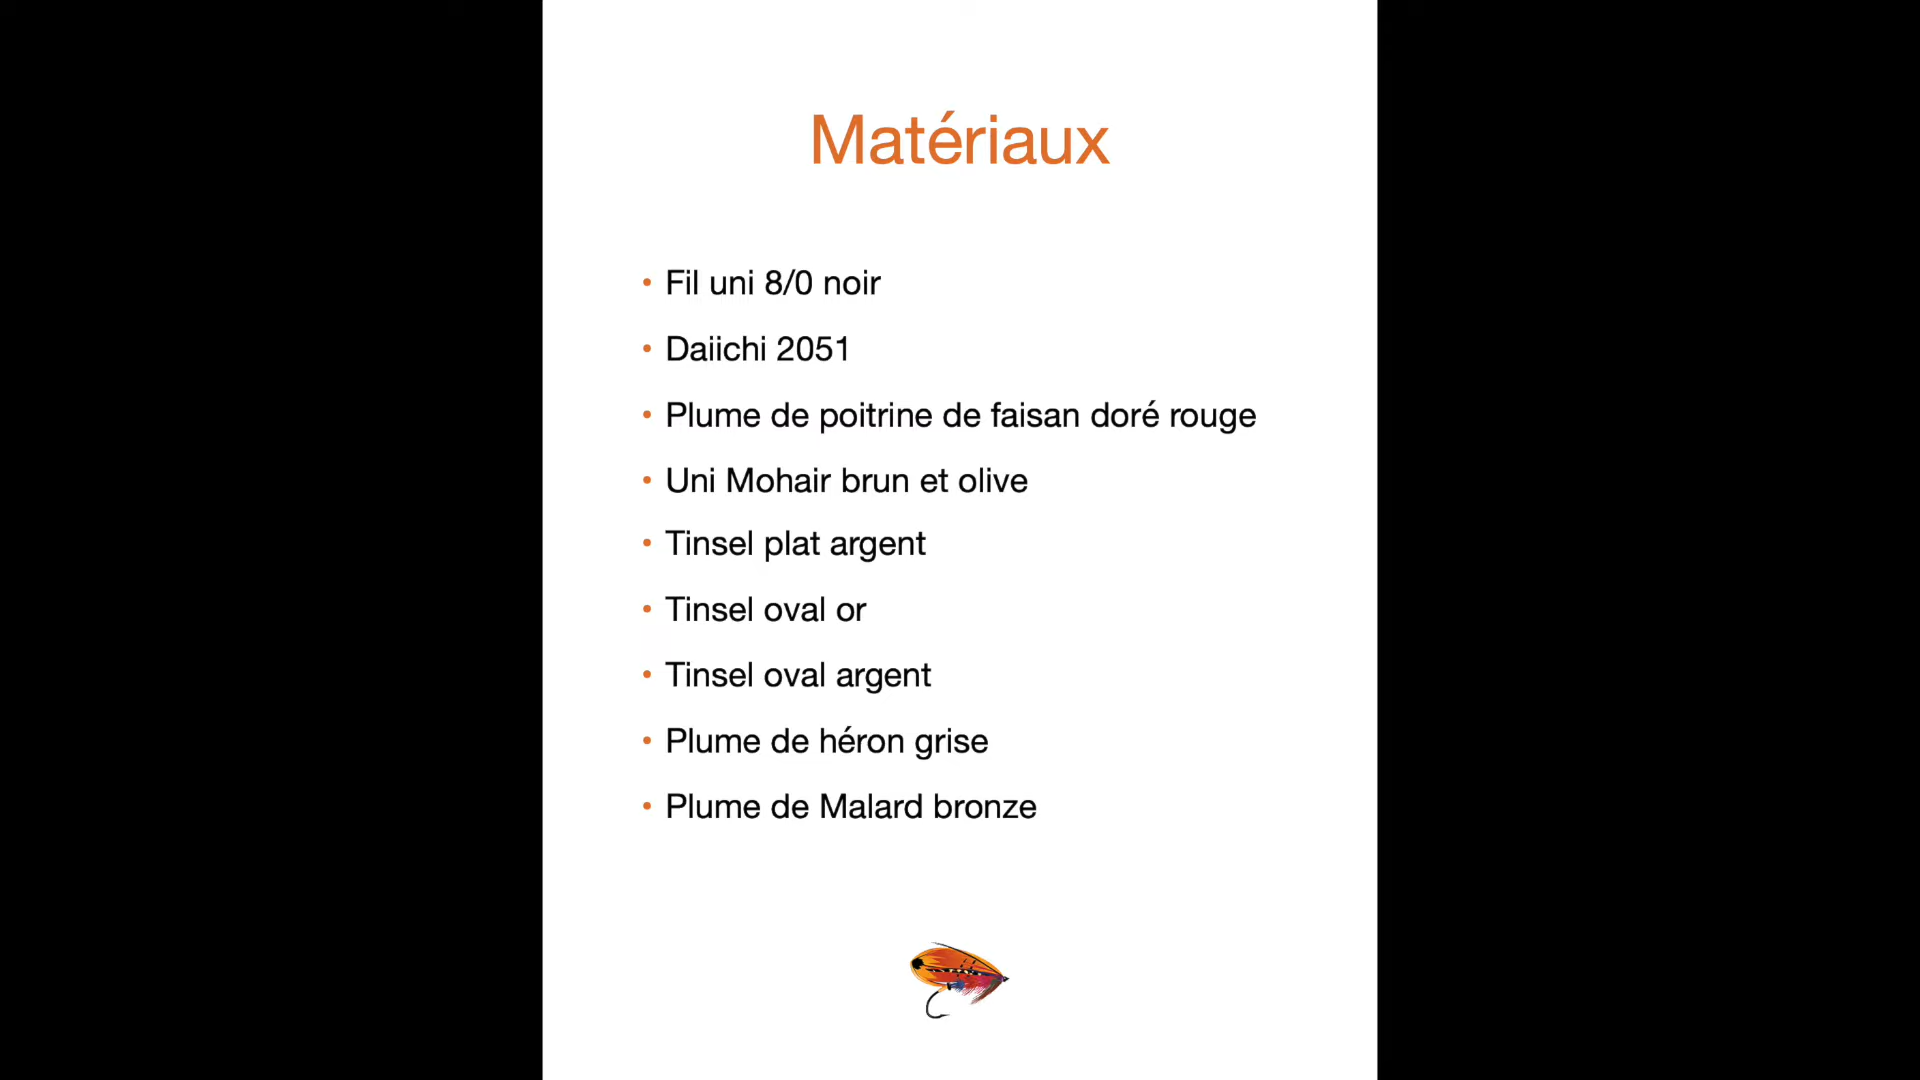 Matériaux
• Fil uni 8/0 noir
• Daiichi 2051
• Plume de poitrine de faisan doré rouge
• Uni Mohair brun et olive
• Tinsel plat argent
• Tinsel oval or
• Tinsel oval argent
• Plume de héron grise
• Plume de Malard bronze